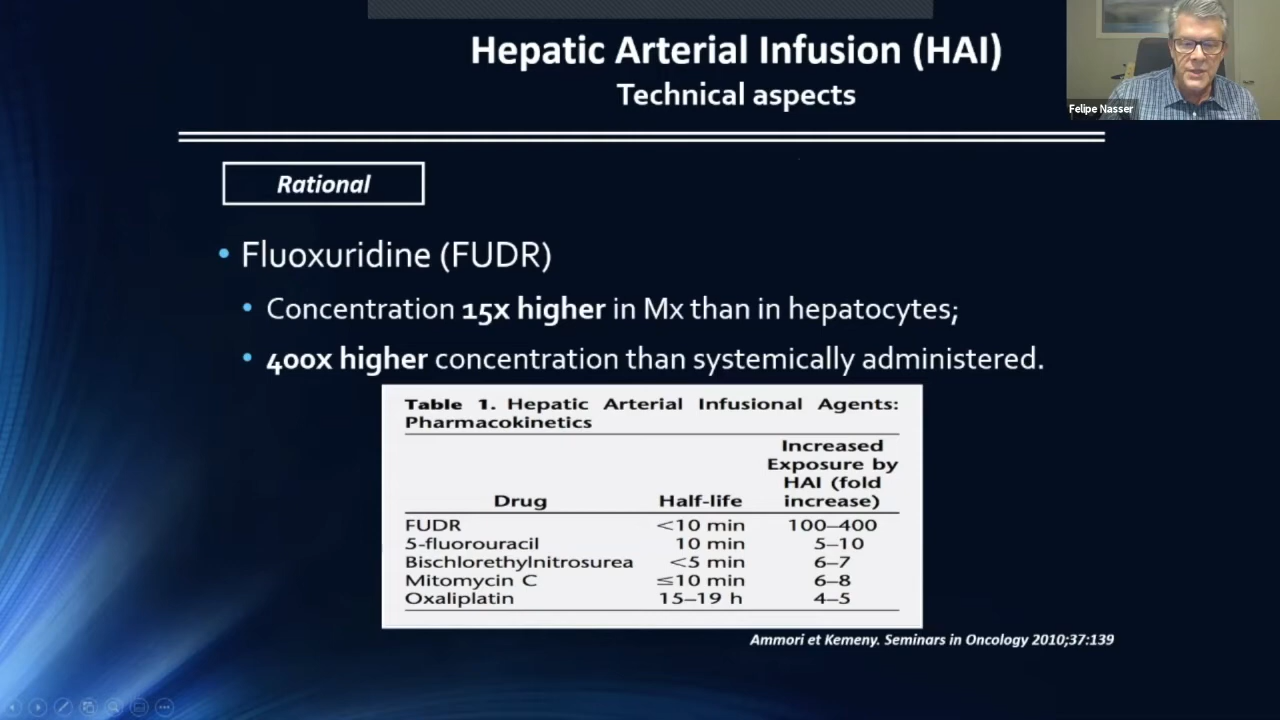 Hepatic Arterial Infusion (HAI)
Technical aspects
Felipe Nasser
Rational
• Fluoxuridine (FUDR)
• Concentration 15x higher in Mx than in hepatocytes;
• 400x higher concentration than systemically administered.
Table 1. Hepatic Arterial Infusional Agents:
Pharmacokinetics
Drug Half-life Increased Exposure by HAI (fold increase)
FUDR <10 min 100–400
5-fluorouracil 10 min 5–10
Bischlorethylnitrosurea <5 min 6–7
Mitomycin C ≤10 min 6–8
Oxaliplatin 15–19 h 4–5
Ammori et Kemeny. Seminars in Oncology 2010;37:139